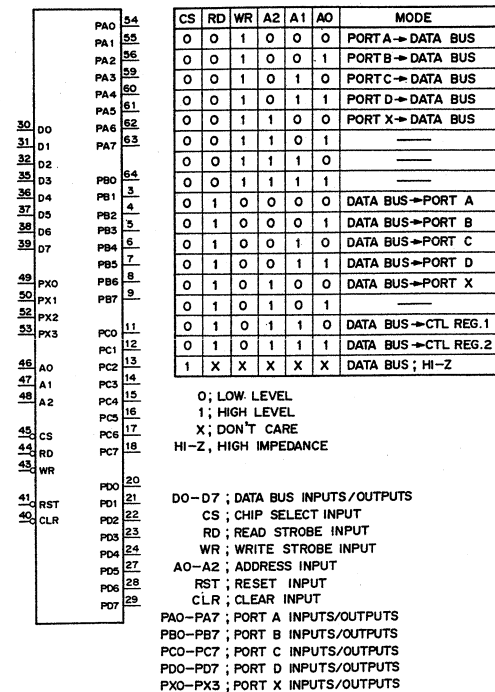 CS RD WR A2 A1 A0 MODE
0 0 1 0 0 0 PORT A→DATA BUS
0 0 1 0 0 1 PORT B→DATA BUS
0 0 1 0 1 0 PORT C→DATA BUS
0 0 1 0 1 1 PORT D→DATA BUS
0 0 1 1 0 0 PORT X→DATA BUS
0 0 1 1 0 1 —
0 0 1 1 1 0 —
0 0 1 1 1 1 —
0 1 0 0 0 0 DATA BUS→PORT A
0 1 0 0 0 1 DATA BUS→PORT B
0 1 0 0 1 0 DATA BUS→PORT C
0 1 0 0 1 1 DATA BUS→PORT D
0 1 0 1 0 0 DATA BUS→PORT X
0 1 0 1 0 1 —
0 1 0 1 1 0 DATA BUS→CTL REG.1
0 1 0 1 1 1 DATA BUS→CTL REG.2
1 X X X X X DATA BUS; HI-Z
30 D0
31 D1
32 D2
35 D3
36 D4
37 D5
38 D6
39 D7
49 PX0
50 PX1
52 PX2
53 PX3
46 A0
47 A1
48 A2
45 CS
44 RD
43 WR
41 RST
40 CLR
PA0 54
PA1 55
PA2 56
PA3 59
PA4 60
PA5 61
PA6 62
PA7 63
PB0 64
PB1 3
PB2 4
PB3 5
PB4 6
PB5 7
PB6 8
PB7 9
PC0 11
PC1 12
PC2 13
PC3 14
PC4 15
PC5 16
PC6 17
PC7 18
PD0 20
PD1 21
PD2 22
PD3 23
PD4 24
PD5 27
PD6 28
PD7 29
0; LOW LEVEL
1; HIGH LEVEL
X; DON'T CARE
HI-Z, HIGH IMPEDANCE
D0-D7 ; DATA BUS INPUTS/OUTPUTS
CS ; CHIP SELECT INPUT
RD ; READ STROBE INPUT
WR ; WRITE STROBE INPUT
A0-A2 ; ADDRESS INPUT
RST ; RESET INPUT
CLR ; CLEAR INPUT
PA0-PA7 ; PORT A INPUTS/OUTPUTS
PB0-PB7 ; PORT B INPUTS/OUTPUTS
PC0-PC7 ; PORT C INPUTS/OUTPUTS
PD0-PD7 ; PORT D INPUTS/OUTPUTS
PX0-PX3 ; PORT X INPUTS/OUTPUTS